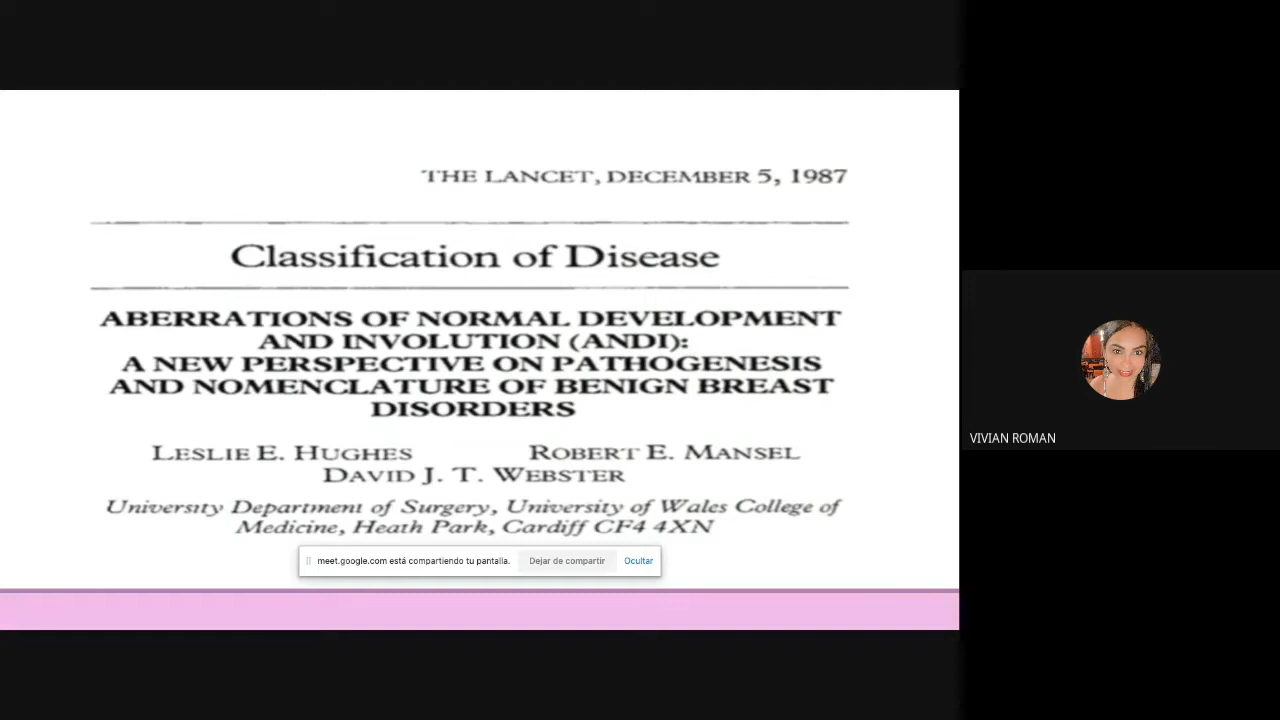 THE LANCET, DECEMBER 5, 1987
Classification of Disease
ABERRATIONS OF NORMAL DEVELOPMENT
AND INVOLUTION (ANDI):
A NEW PERSPECTIVE ON PATHOGENESIS
AND NOMENCLATURE OF BENIGN BREAST
DISORDERS
LESLIE E. HUGHES ROBERT E. MANSEL
DAVID J. T. WEBSTER
University Department of Surgery, University of Wales College of
Medicine, Heath Park, Cardiff CF4 4XN
meet.google.com está compartiendo tu pantalla. Dejar de compartir Ocultar
VIVIAN ROMAN